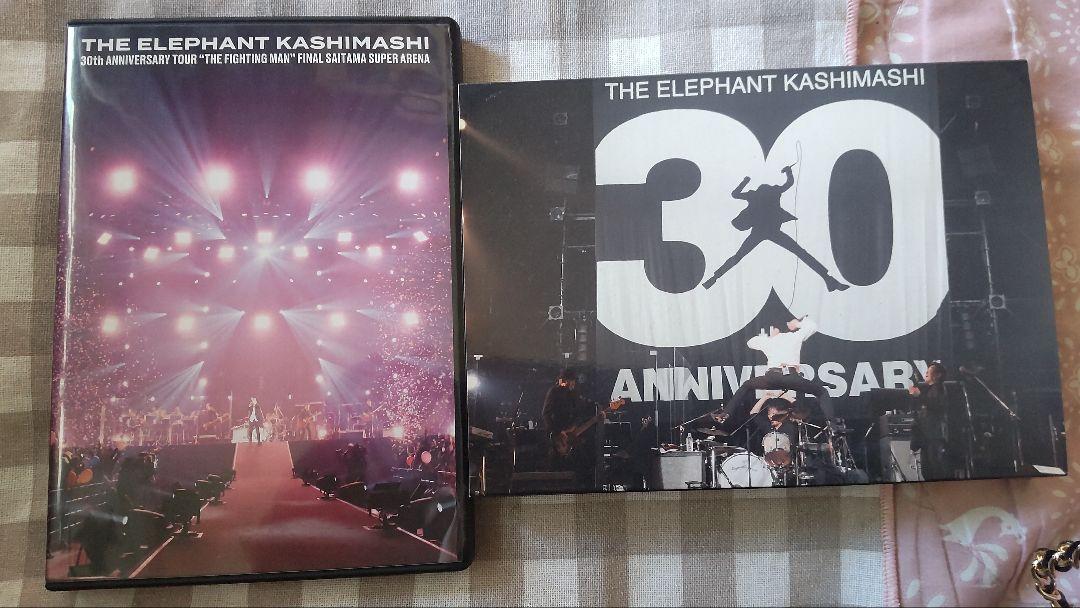 THE ELEPHANT KASHIMASHI
30th ANNIVERSARY TOUR "THE FIGHTING MAN" FINAL SAITAMA SUPER ARENA
THE ELEPHANT KASHIMASHI
30
ANNIVERSARY